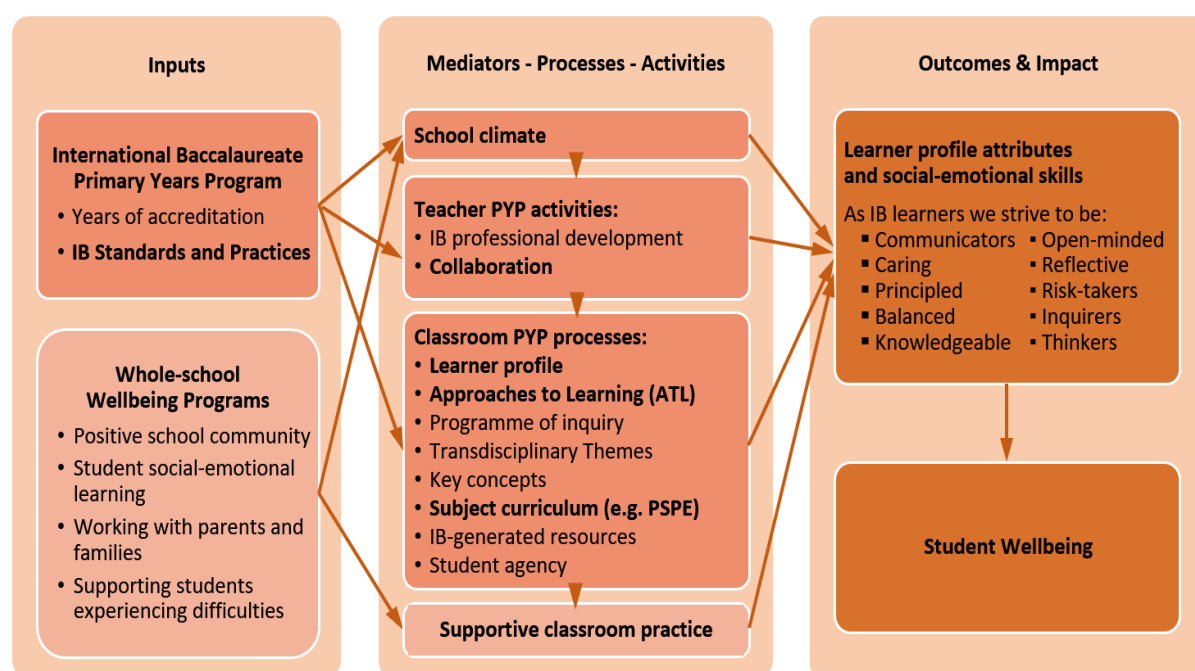 Inputs
International Baccalaureate
Primary Years Program
• Years of accreditation
• IB Standards and Practices
Whole-school
Wellbeing Programs
• Positive school community
• Student social-emotional
learning
• Working with parents and
families
• Supporting students
experiencing difficulties
Mediators - Processes - Activities
School climate
Teacher PYP activities:
• IB professional development
• Collaboration
Classroom PYP processes:
• Learner profile
• Approaches to Learning (ATL)
• Programme of inquiry
• Transdisciplinary Themes
• Key concepts
• Subject curriculum (e.g. PSPE)
• IB-generated resources
• Student agency
Supportive classroom practice
Outcomes & Impact
Learner profile attributes
and social-emotional skills
As IB learners we strive to be:
▪ Communicators ▪ Open-minded
▪ Caring ▪ Reflective
▪ Principled ▪ Risk-takers
▪ Balanced ▪ Inquirers
▪ Knowledgeable ▪ Thinkers
Student Wellbeing